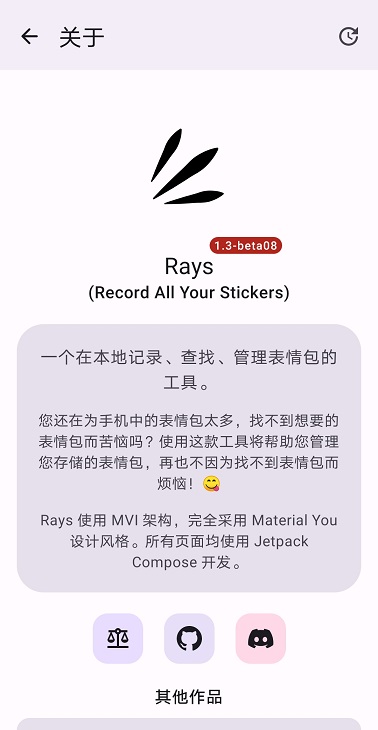 关于
1.3-beta08
Rays
(Record All Your Stickers)
一个在本地记录、查找、管理表情包的
工具。
您还在为手机中的表情包太多，找不到想要的
表情包而苦恼吗？使用这款工具将帮助您管理
您存储的表情包，再也不因为找不到表情包而
烦恼！😋
Rays 使用 MVI 架构，完全采用 Material You
设计风格。所有页面均使用 Jetpack
Compose 开发。
其他作品